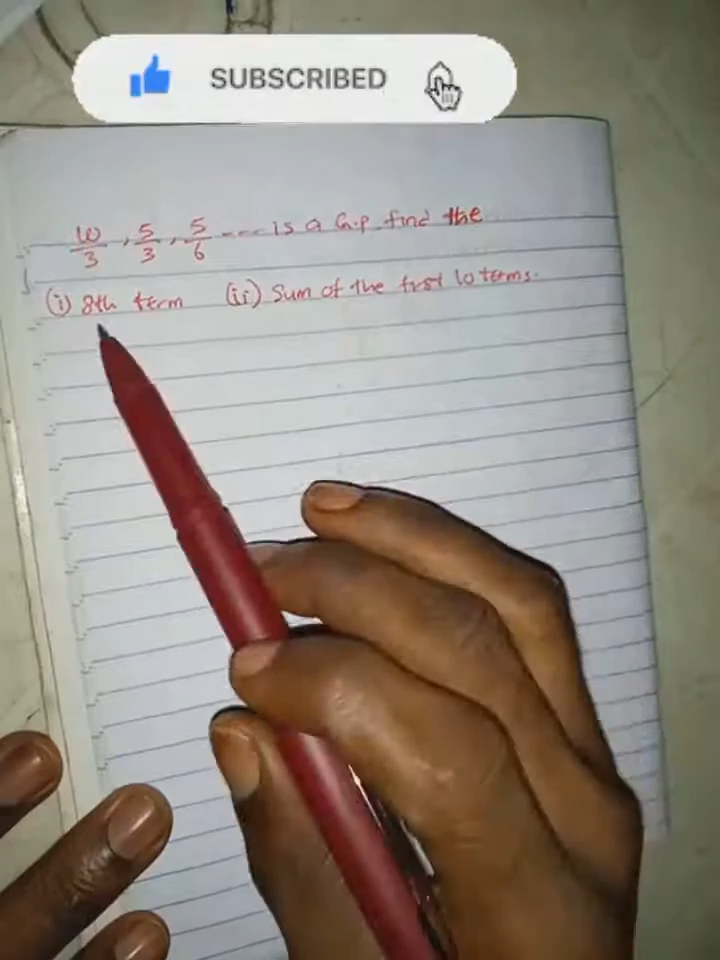 SUBSCRIBED
10/3, 5/3, 5/6 ---- is a G.P. find the
(i) 8th term (ii) Sum of the first 10 terms.